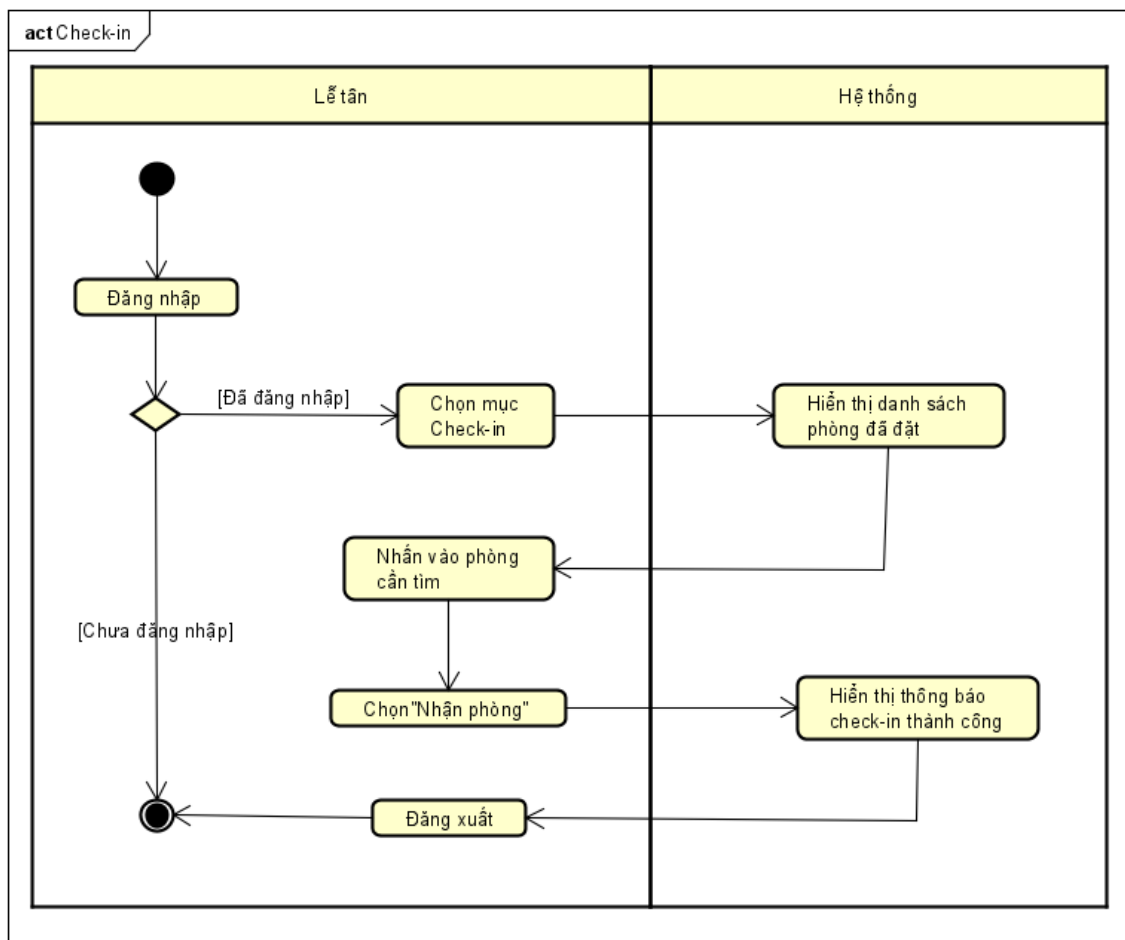 act Check-in
Lễ tân
Hệ thống
Đăng nhập
[Đã đăng nhập]
Chọn mục
Check-in
Hiển thị danh sách
phòng đã đặt
Nhấn vào phòng
cần tìm
[Chưa đăng nhập]
Chọn"Nhận phòng"
Hiển thị thông báo
check-in thành công
Đăng xuất